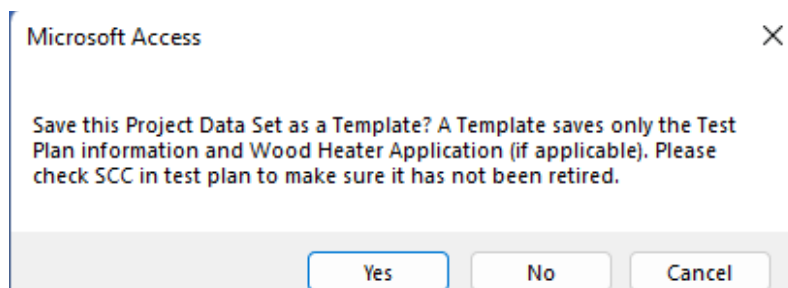 Microsoft Access
Save this Project Data Set as a Template? A Template saves only the Test
Plan information and Wood Heater Application (if applicable). Please
check SCC in test plan to make sure it has not been retired.
Yes No Cancel